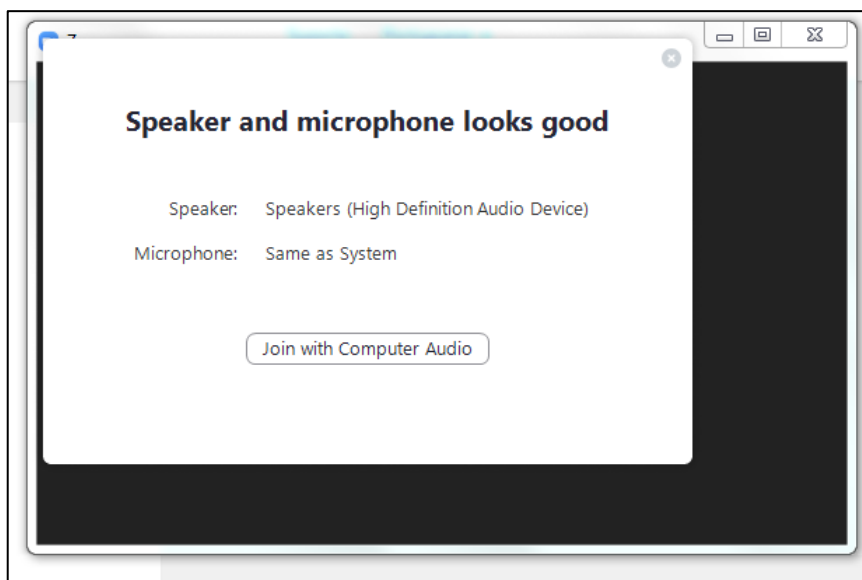 Speaker and microphone looks good
Speaker: Speakers (High Definition Audio Device)
Microphone: Same as System
Join with Computer Audio